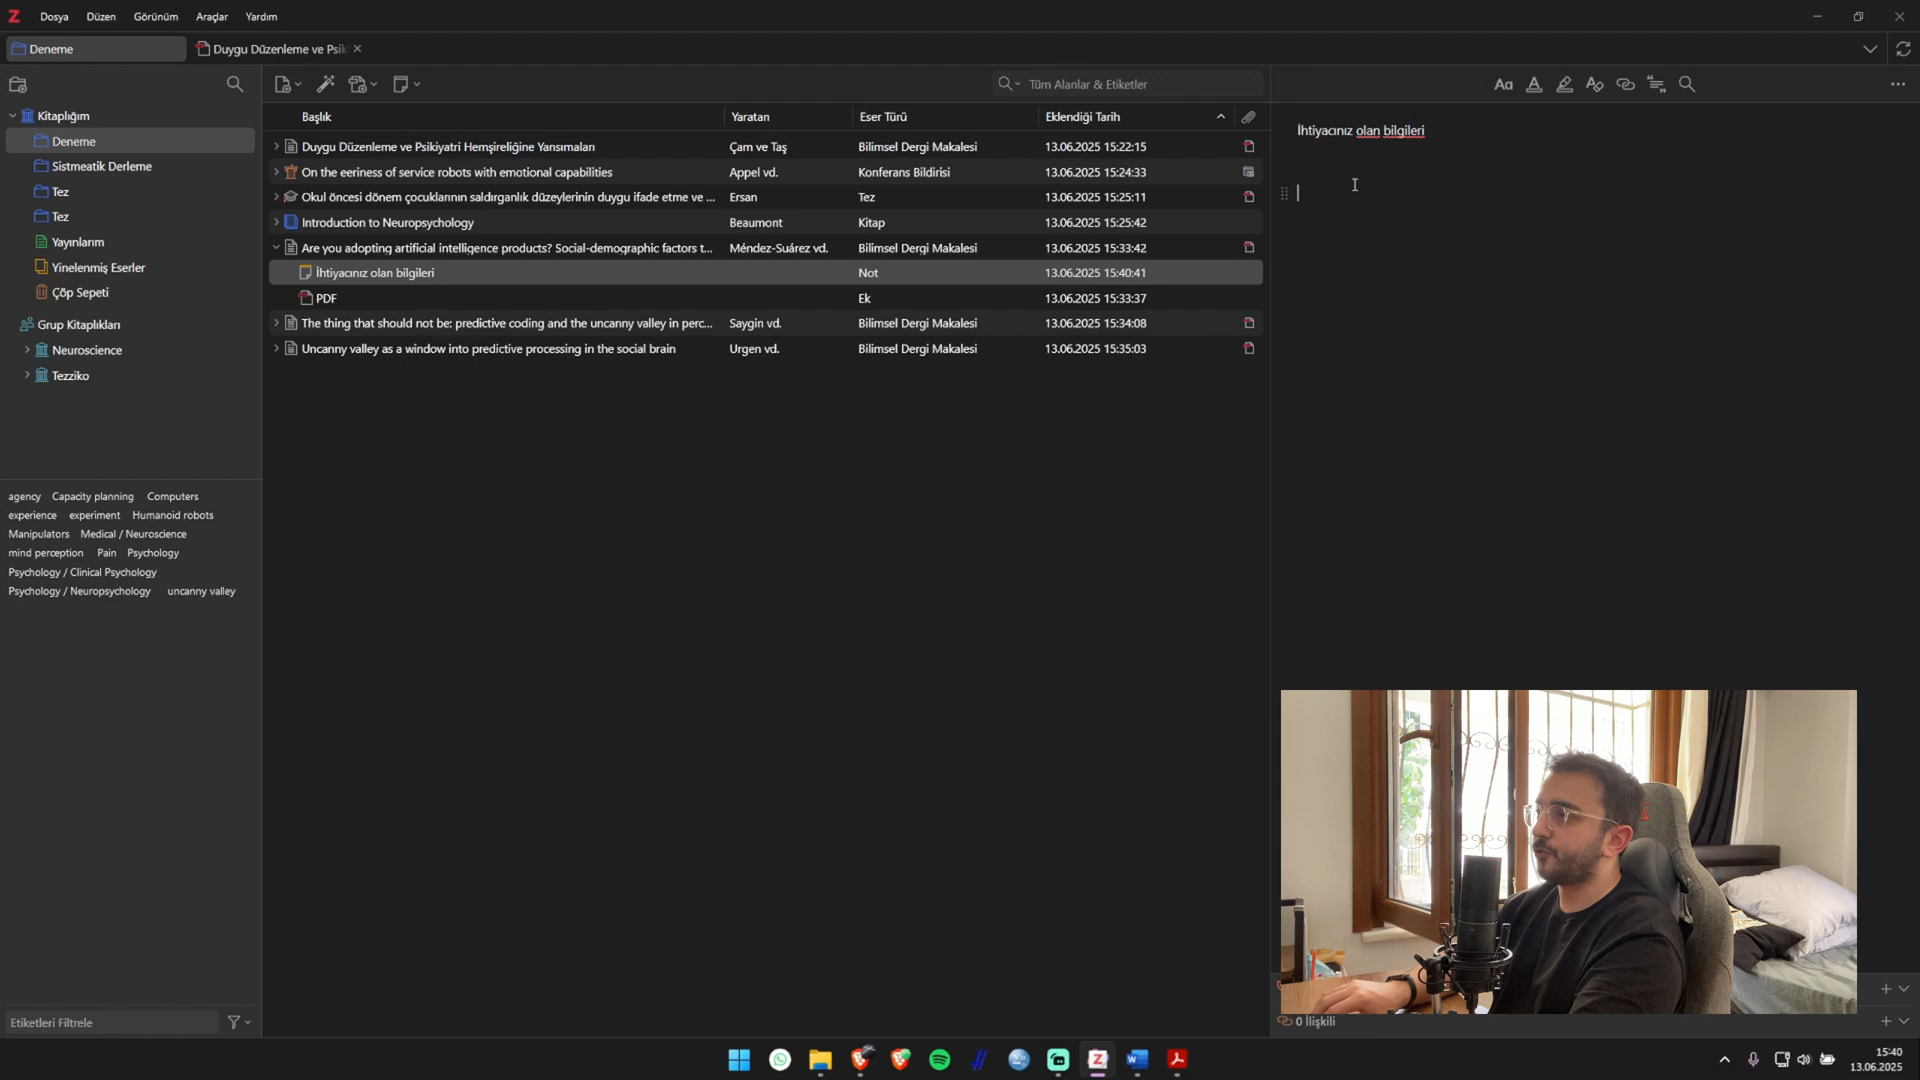 Dosya Düzen Görünüm Araçlar Yardım
Deneme
Duygu Düzenleme ve Psik
Tüm Alanlar & Etiketler
Kitaplığım
Deneme
Sistmeatik Derleme
Tez
Tez
Yayınlarım
Yinelenmiş Eserler
Çöp Sepeti
Grup Kitaplıkları
Neuroscience
Tezziko
agency Capacity planning Computers
experience experiment Humanoid robots
Manipulators Medical / Neuroscience
mind perception Pain Psychology
Psychology / Clinical Psychology
Psychology / Neuropsychology uncanny valley
Etiketleri Filtrele
Başlık Yaratan Eser Türü Eklendiği Tarih
Duygu Düzenleme ve Psikiyatri Hemşireliğine Yansımaları Çam ve Taş Bilimsel Dergi Makalesi 13.06.2025 15:22:15
On the eeriness of service robots with emotional capabilities Appel vd. Konferans Bildirisi 13.06.2025 15:24:33
Okul öncesi dönem çocuklarının saldırganlık düzeylerinin duygu ifade etme ve ... Ersan Tez 13.06.2025 15:25:11
Introduction to Neuropsychology Beaumont Kitap 13.06.2025 15:25:42
Are you adopting artificial intelligence products? Social-demographic factors t... Méndez-Suárez vd. Bilimsel Dergi Makalesi 13.06.2025 15:33:42
İhtiyacınız olan bilgileri Not 13.06.2025 15:40:41
PDF Ek 13.06.2025 15:33:37
The thing that should not be: predictive coding and the uncanny valley in perc... Saygin vd. Bilimsel Dergi Makalesi 13.06.2025 15:34:08
Uncanny valley as a window into predictive processing in the social brain Urgen vd. Bilimsel Dergi Makalesi 13.06.2025 15:35:03
Aa
İhtiyacınız olan bilgileri
0 İlişkili
15:40
13.06.2025